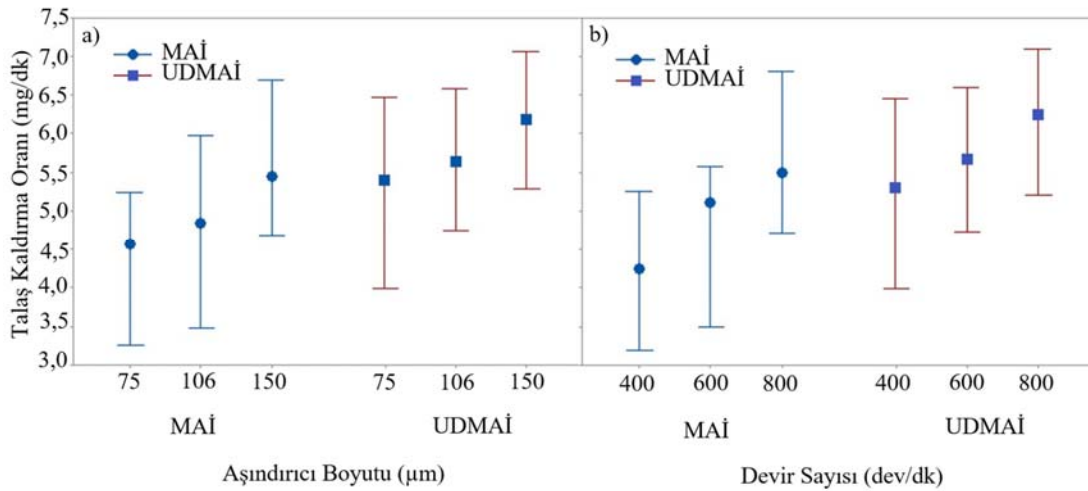 Talaş Kaldırma Oranı (mg/dk)
7,5
7,0
6,5
6,0
5,5
5,0
4,5
4,0
3,5
3,0
a)
MAİ
UDMAİ
75 106 150 75 106 150
MAİ UDMAİ
Aşındırıcı Boyutu (µm)
b)
MAİ
UDMAİ
400 600 800 400 600 800
MAİ UDMAİ
Devir Sayısı (dev/dk)